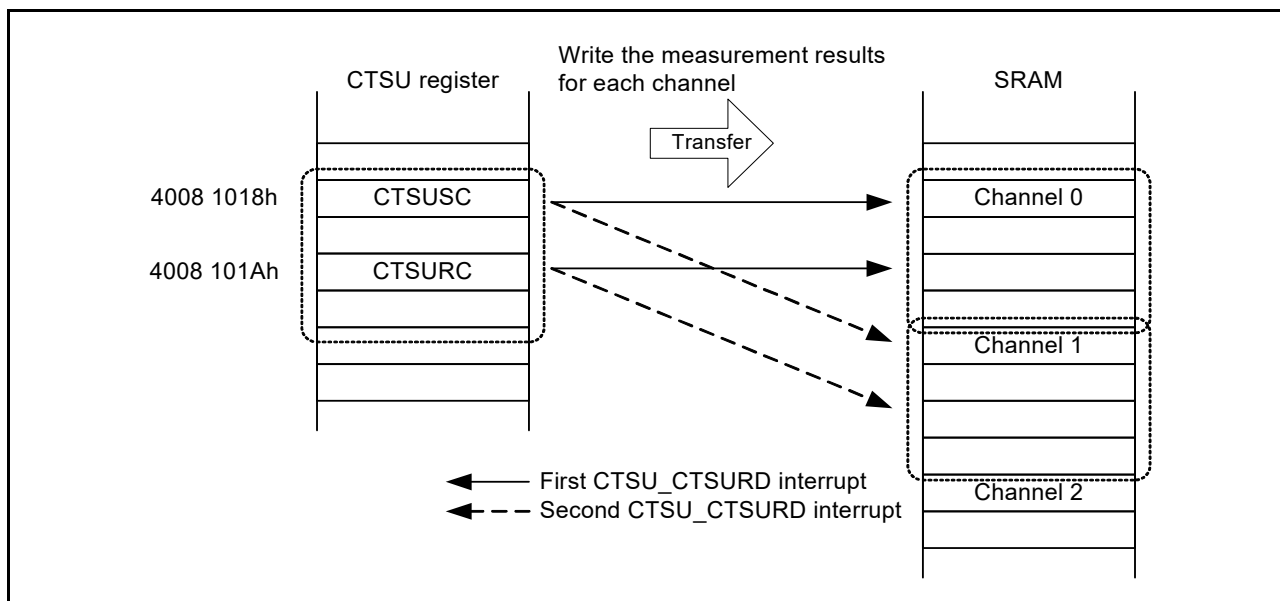 Write the measurement results
for each channel
CTSU register
SRAM
Transfer
4008 1018h
CTSUSC
Channel 0
4008 101Ah
CTSURC
Channel 1
First CTSU_CTSURD interrupt
Channel 2
Second CTSU_CTSURD interrupt